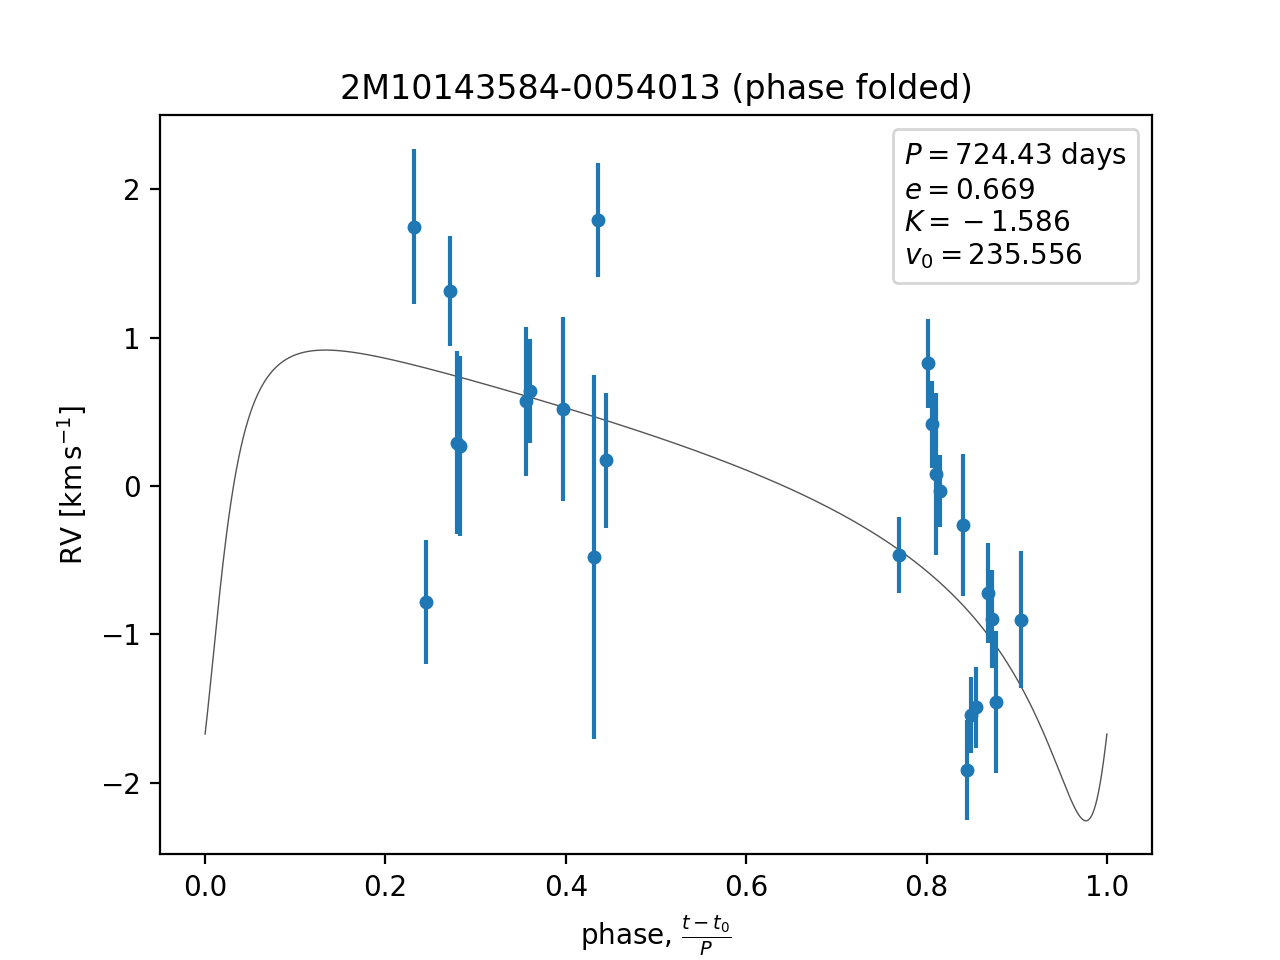 2M10143584-0054013 (phase folded)
P = 724.43 days
e = 0.669
K = −1.586
v₀ = 235.556
2
1
0
−1
−2
RV [km s⁻¹]
0.0 0.2 0.4 0.6 0.8 1.0
phase, (t − t₀)/P